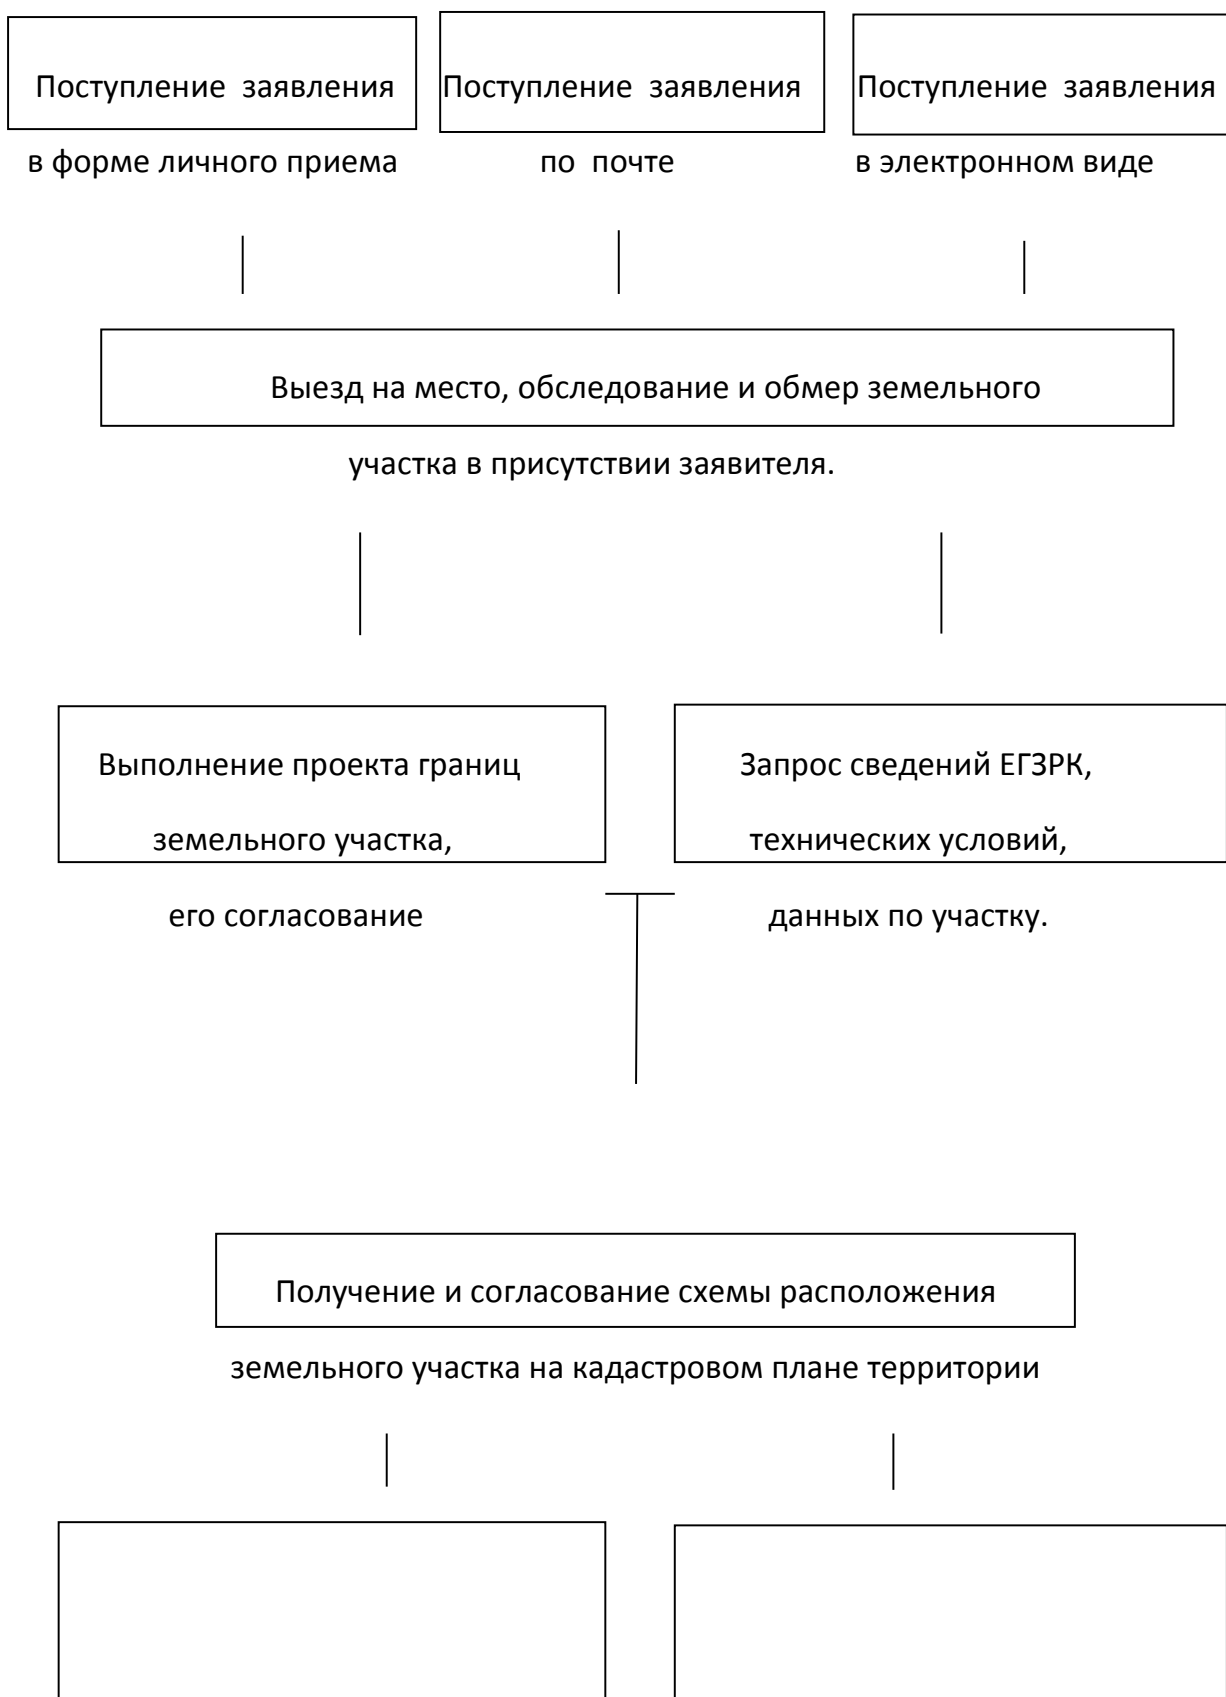 Поступление заявления Поступление заявления Поступление заявления
в форме личного приема по почте в электронном виде
Выезд на место, обследование и обмер земельного
участка в присутствии заявителя.
Выполнение проекта границ
земельного участка,
его согласование
Запрос сведений ЕГЗРК,
технических условий,
данных по участку.
Получение и согласование схемы расположения
земельного участка на кадастровом плане территории